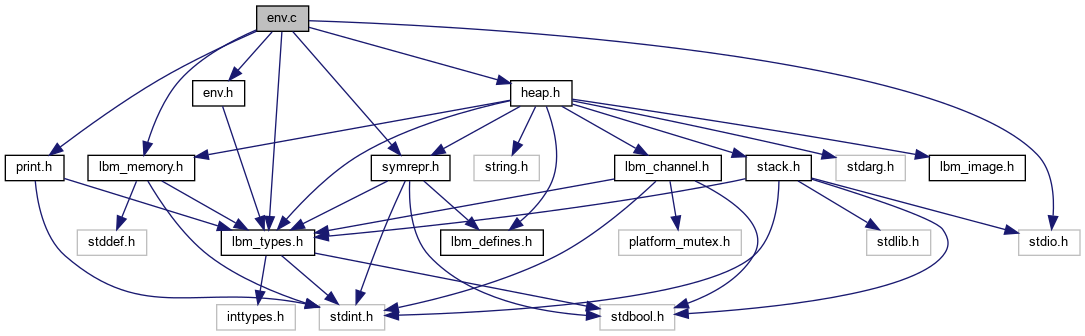 env.c
env.h
heap.h
print.h
lbm_memory.h
symrepr.h
string.h
lbm_channel.h
stack.h
stdarg.h
lbm_image.h
stddef.h
lbm_types.h
lbm_defines.h
platform_mutex.h
stdlib.h
stdio.h
inttypes.h
stdint.h
stdbool.h